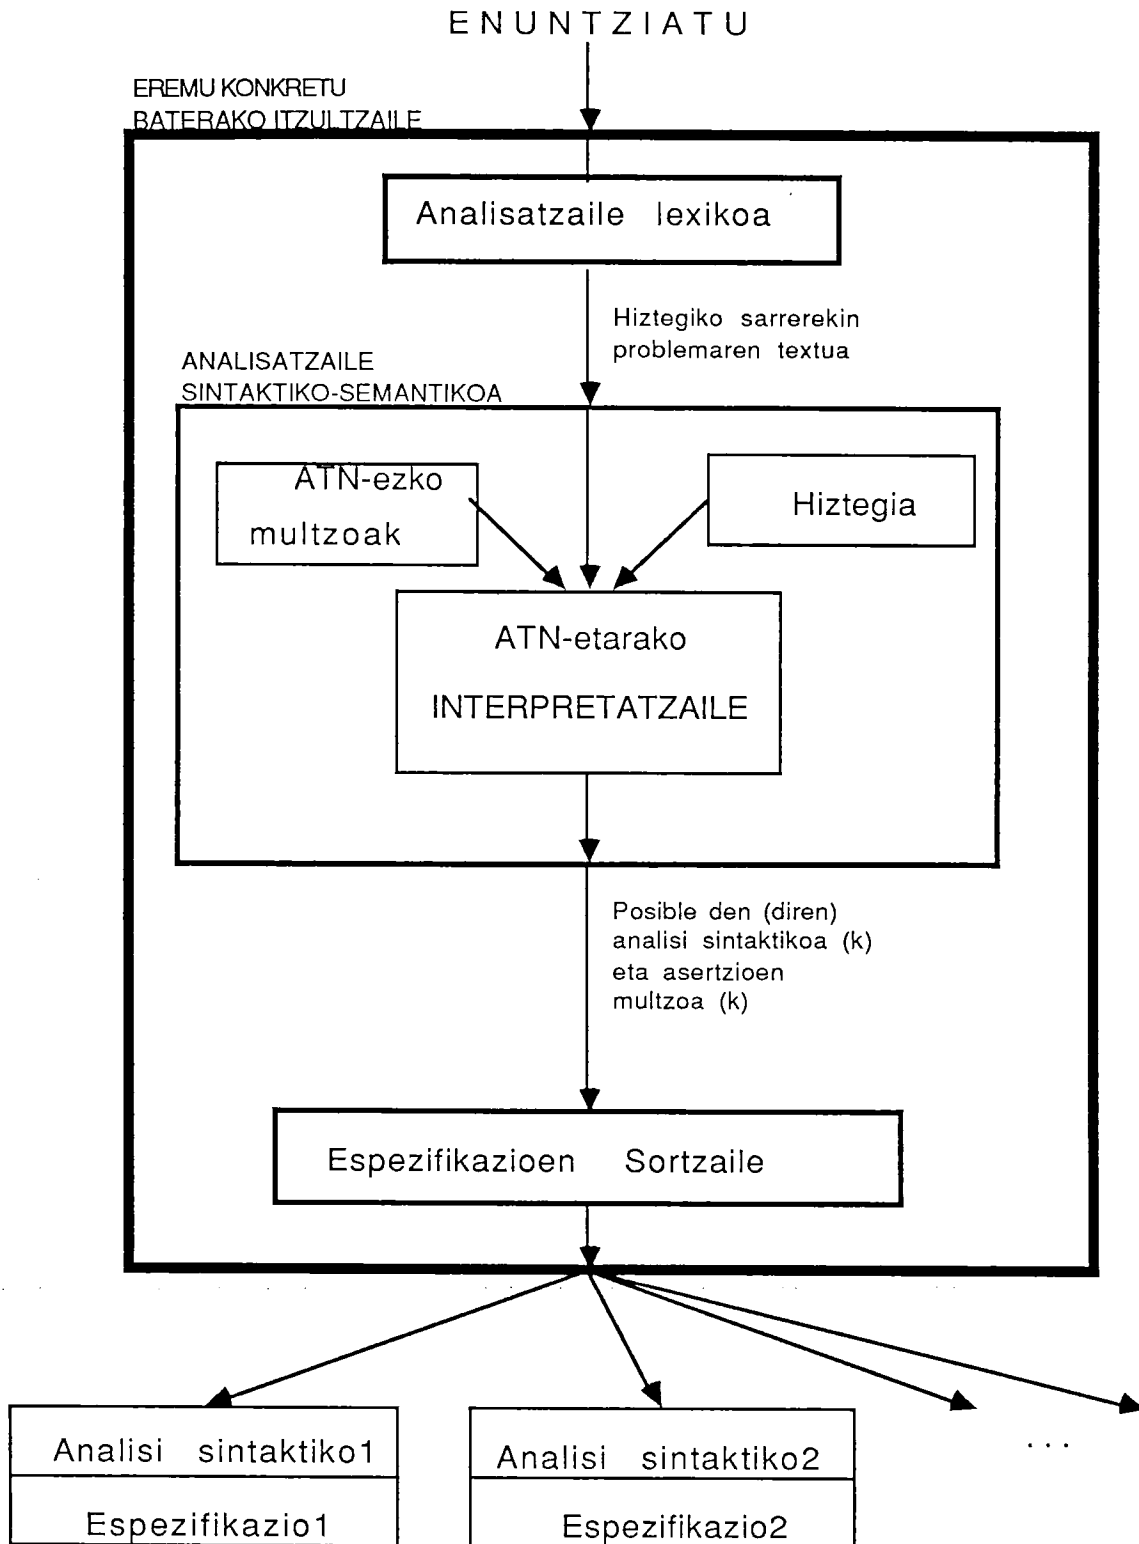 ENUNTZIATU
EREMU KONKRETU
BATERAKO ITZULTZAILE
Analisatzaile lexikoa
Hiztegiko sarrerekin
problemaren textua
ANALISATZAILE
SINTAKTIKO-SEMANTIKOA
ATN-ezko
multzoak
Hiztegia
ATN-etarako
INTERPRETATZAILE
Posible den (diren)
analisi sintaktikoa (k)
eta asertzioen
multzoa (k)
Espezifikazioen Sortzaile
Analisi sintaktiko1
Espezifikazio1
Analisi sintaktiko2
Espezifikazio2
...